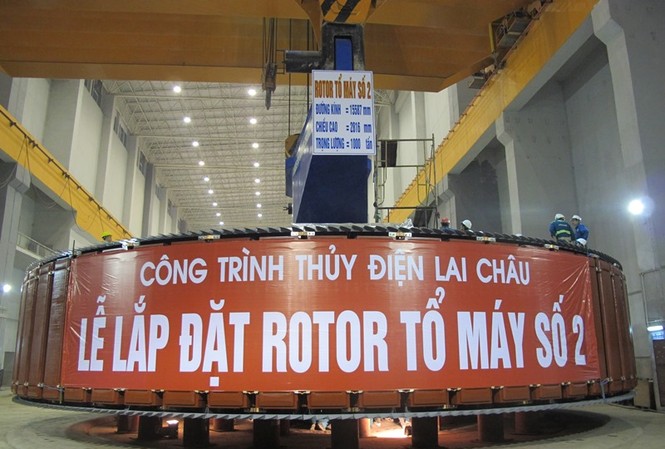 ROTOR TỔ MÁY SỐ 2
ĐƯỜNG KÍNH = 15587 mm
CHIỀU CAO = 2816 mm
TRỌNG LƯỢNG = 1000 tấn
CÔNG TRÌNH THỦY ĐIỆN LAI CHÂU
LỄ LẮP ĐẶT ROTOR TỔ MÁY SỐ 2